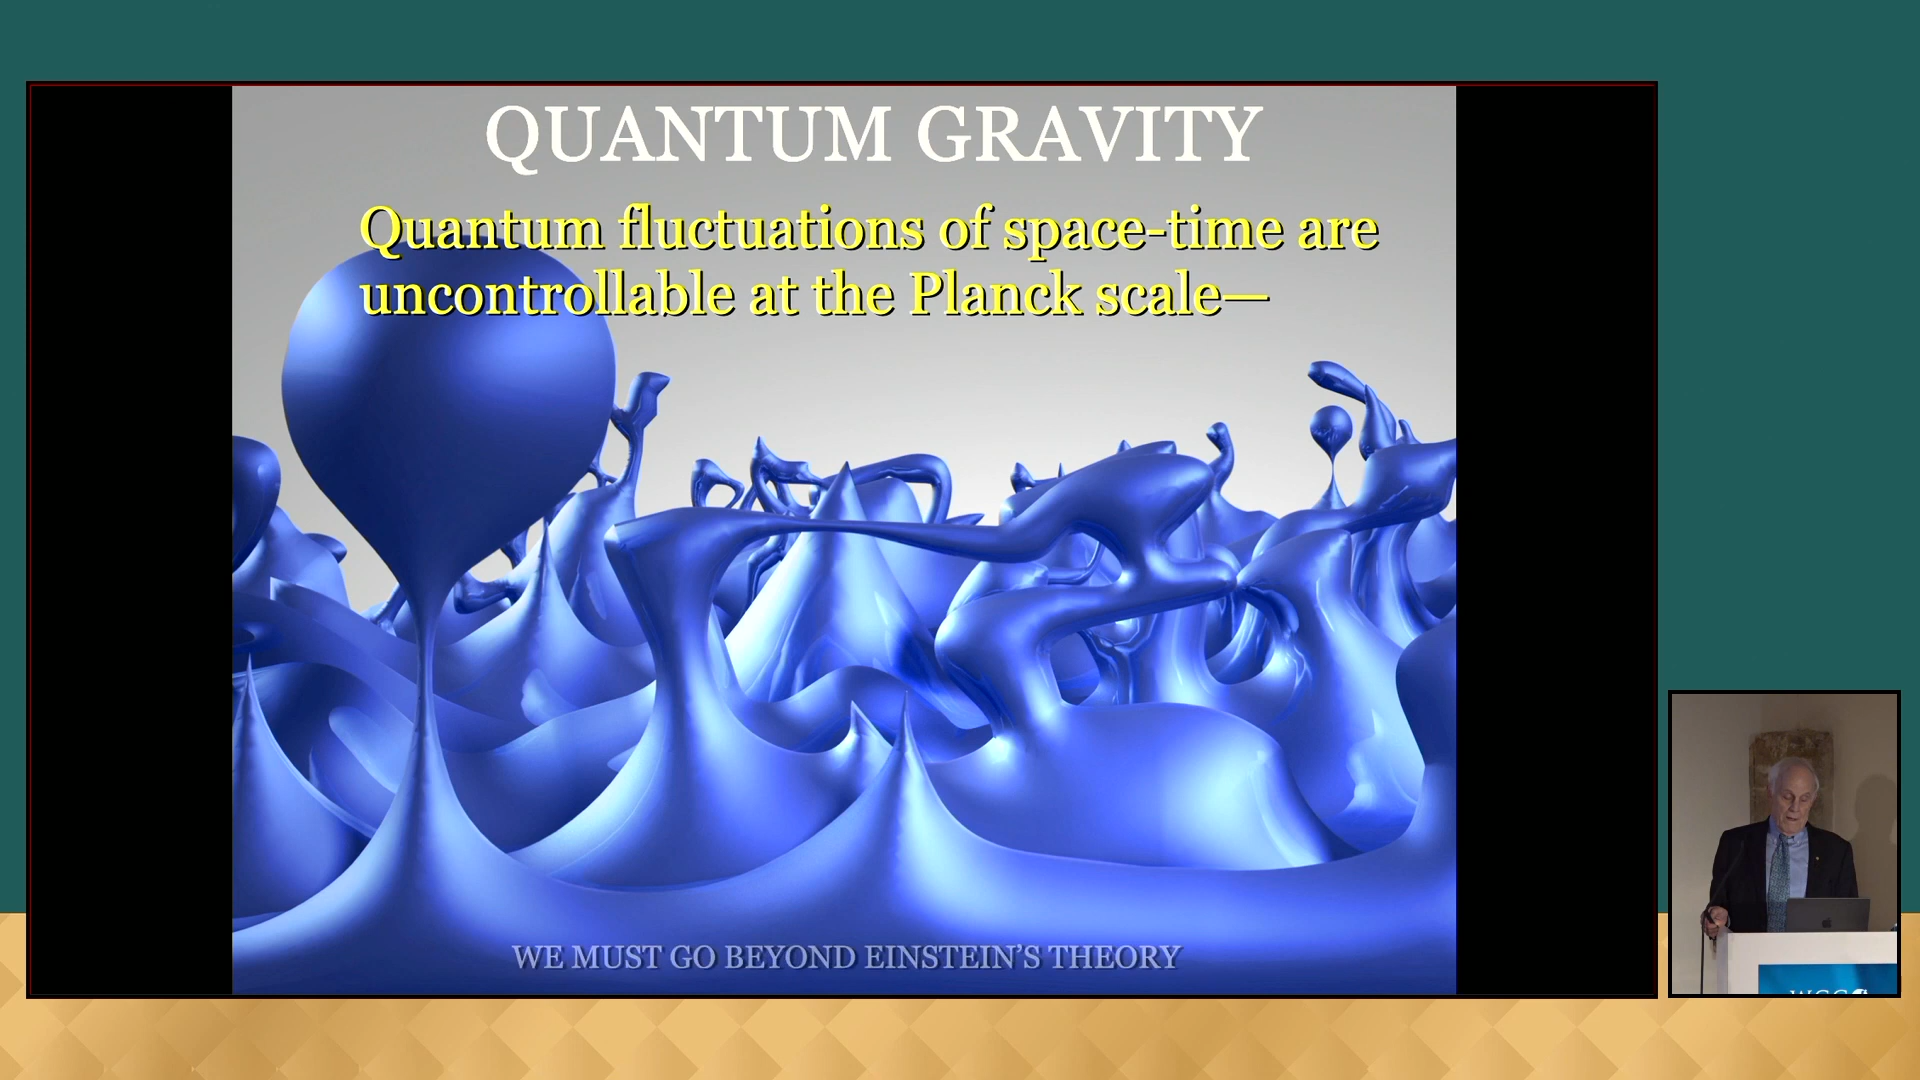 QUANTUM GRAVITY
Quantum fluctuations of space-time are
uncontrollable at the Planck scale—
WE MUST GO BEYOND EINSTEIN’S THEORY